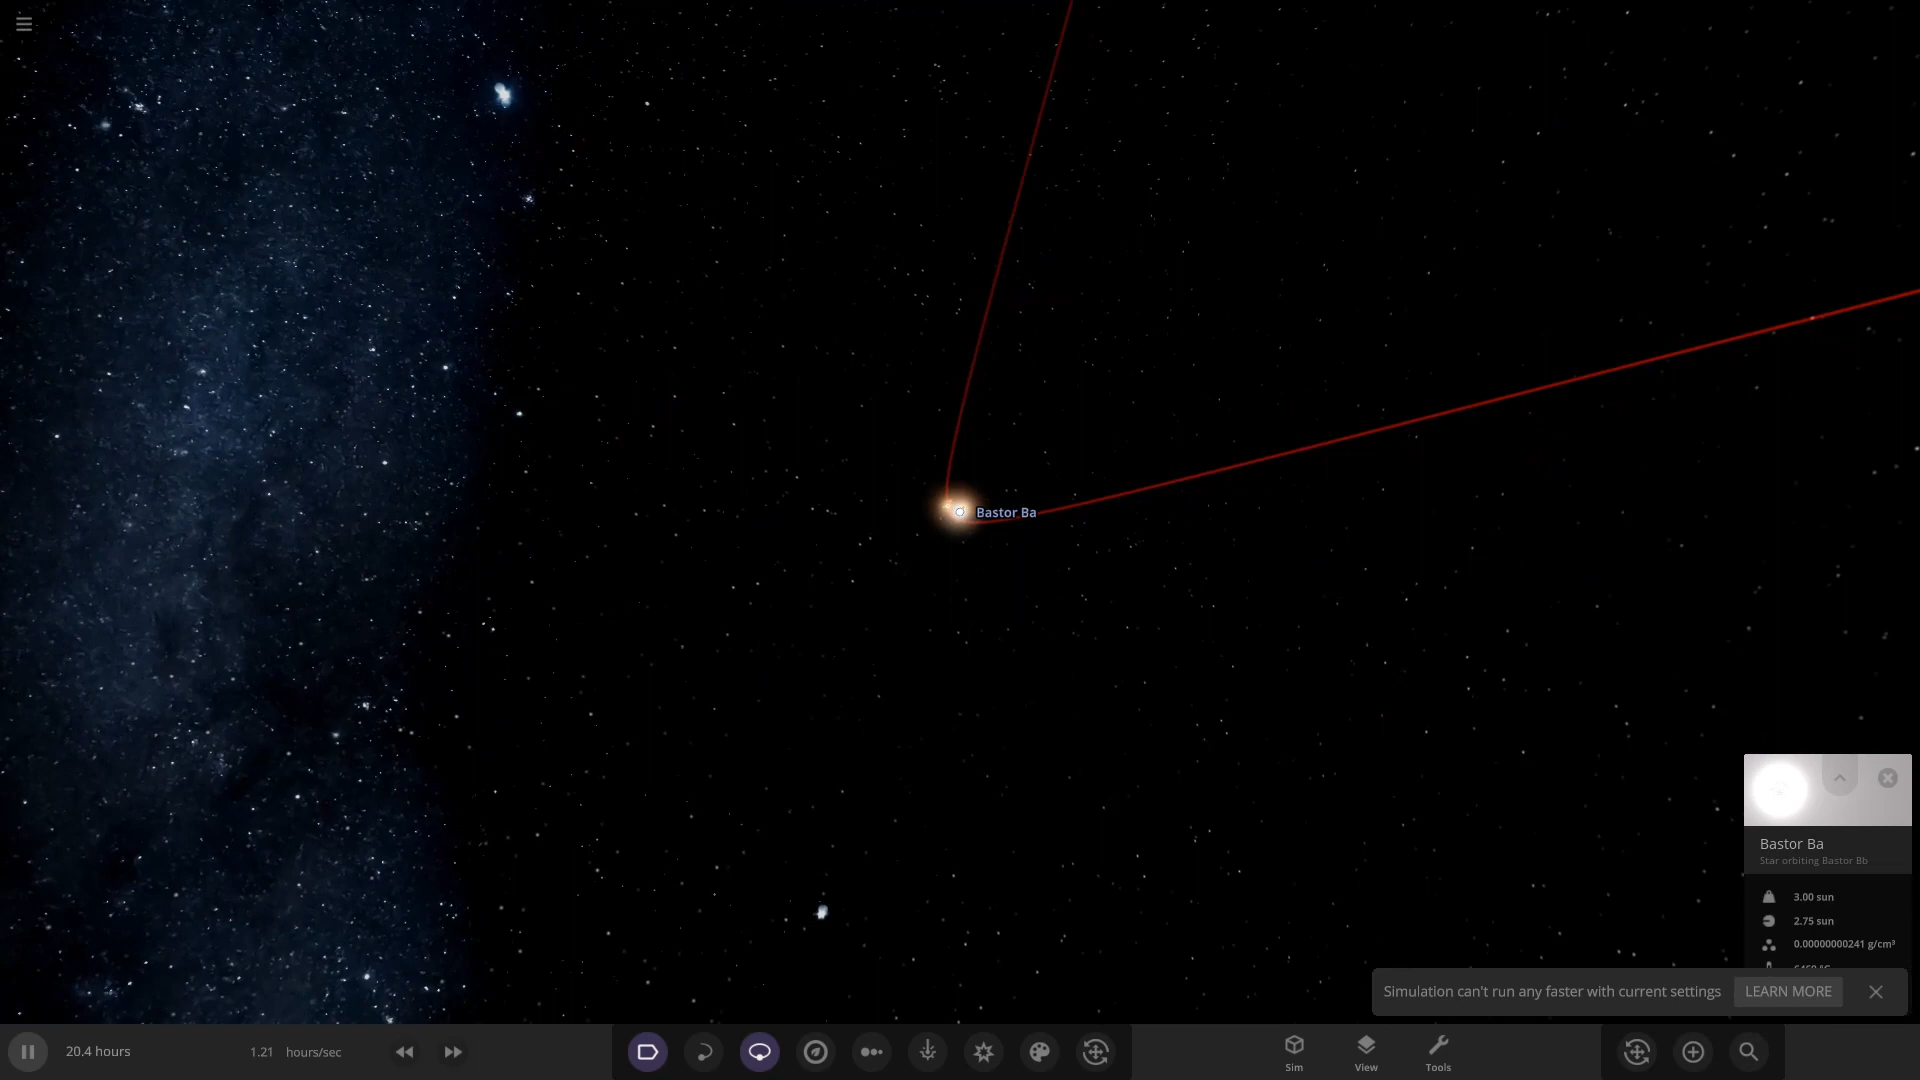 Bastor Ba
Bastor Ba
Star orbiting Bastor Bb
3.00 sun
2.75 sun
0.00000000241 g/cm³
Simulation can't run any faster with current settings
LEARN MORE
20.4 hours
1.21 hours/sec
Sim
View
Tools